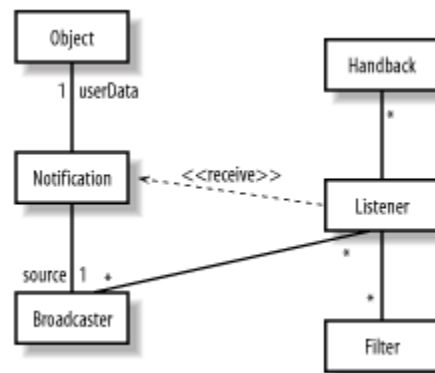 Object
Handback
1 userData
*
Notification
<<receive>>
Listener
source 1 *
*
*
Broadcaster
Filter